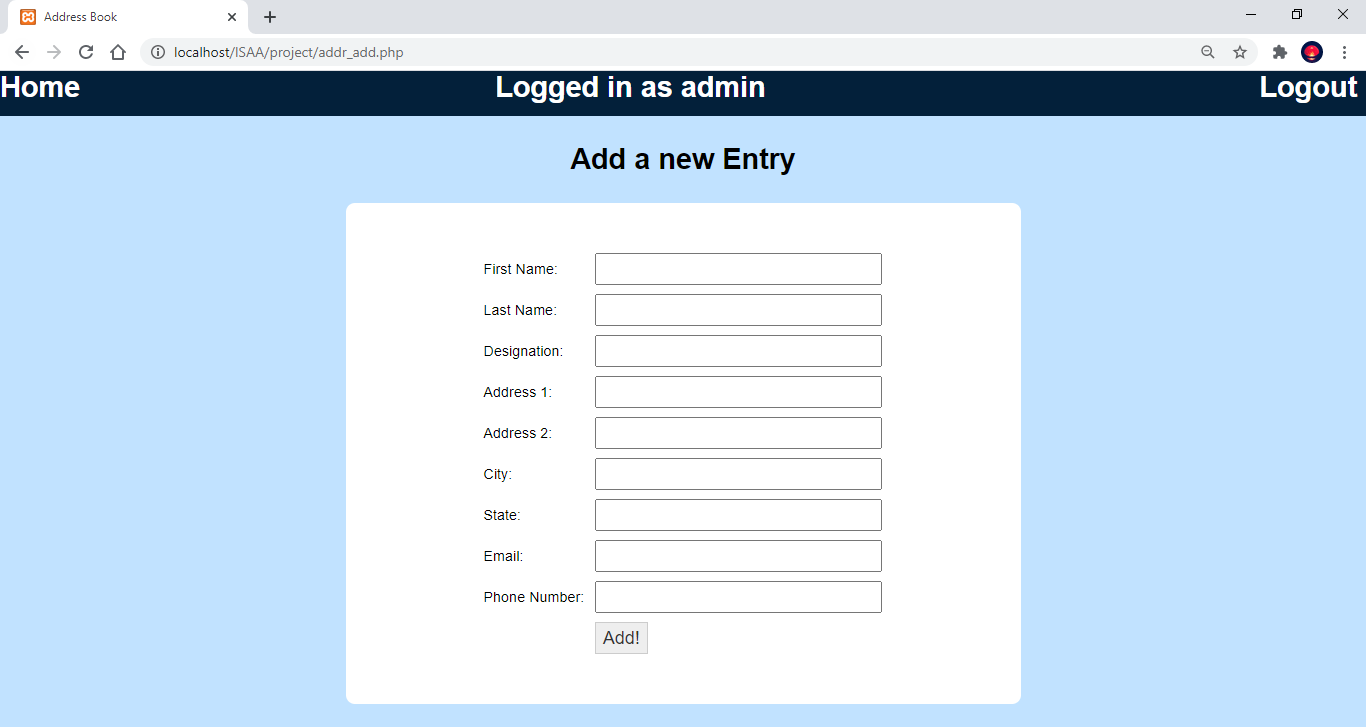 Address Book
localhost/ISAA/project/addr_add.php
Home Logged in as admin Logout
Add a new Entry
First Name:
Last Name:
Designation:
Address 1:
Address 2:
City:
State:
Email:
Phone Number:
Add!